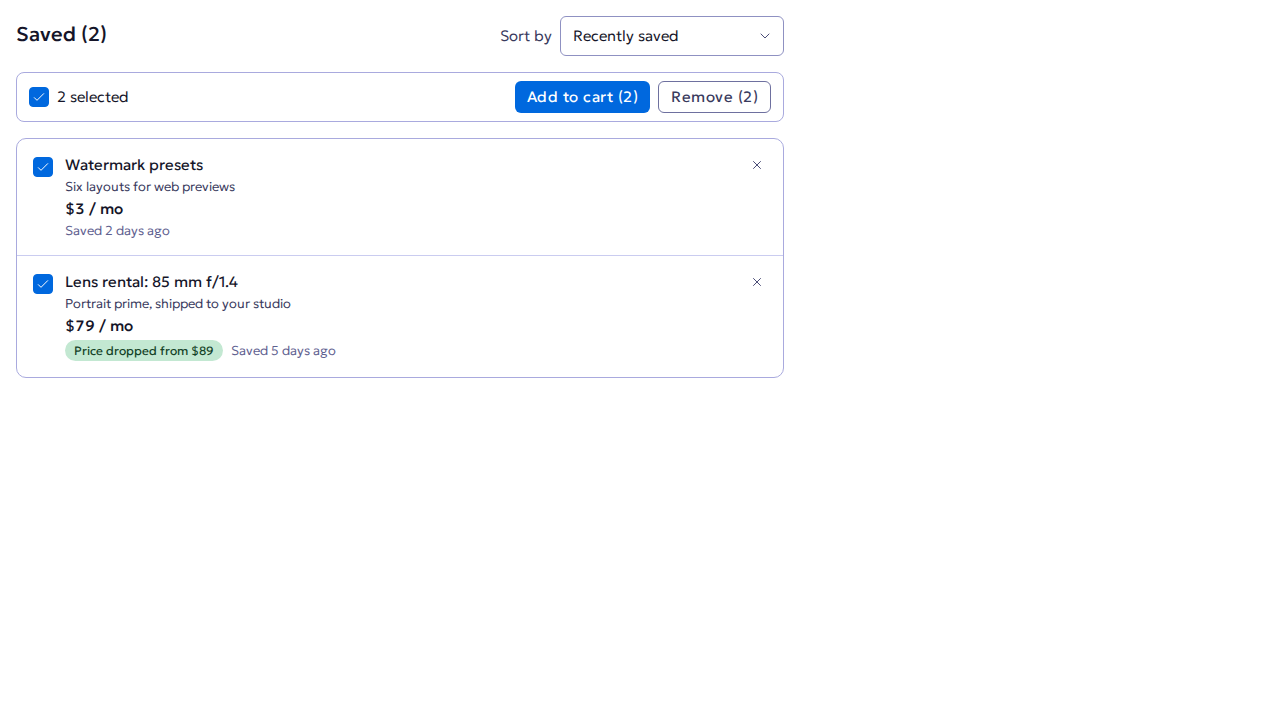 Saved (2)
Sort by
Recently saved
2 selected
Add to cart (2)
Remove (2)
Watermark presets
Six layouts for web previews
$3 / mo
Saved 2 days ago
Lens rental: 85 mm f/1.4
Portrait prime, shipped to your studio
$79 / mo
Price dropped from $89
Saved 5 days ago